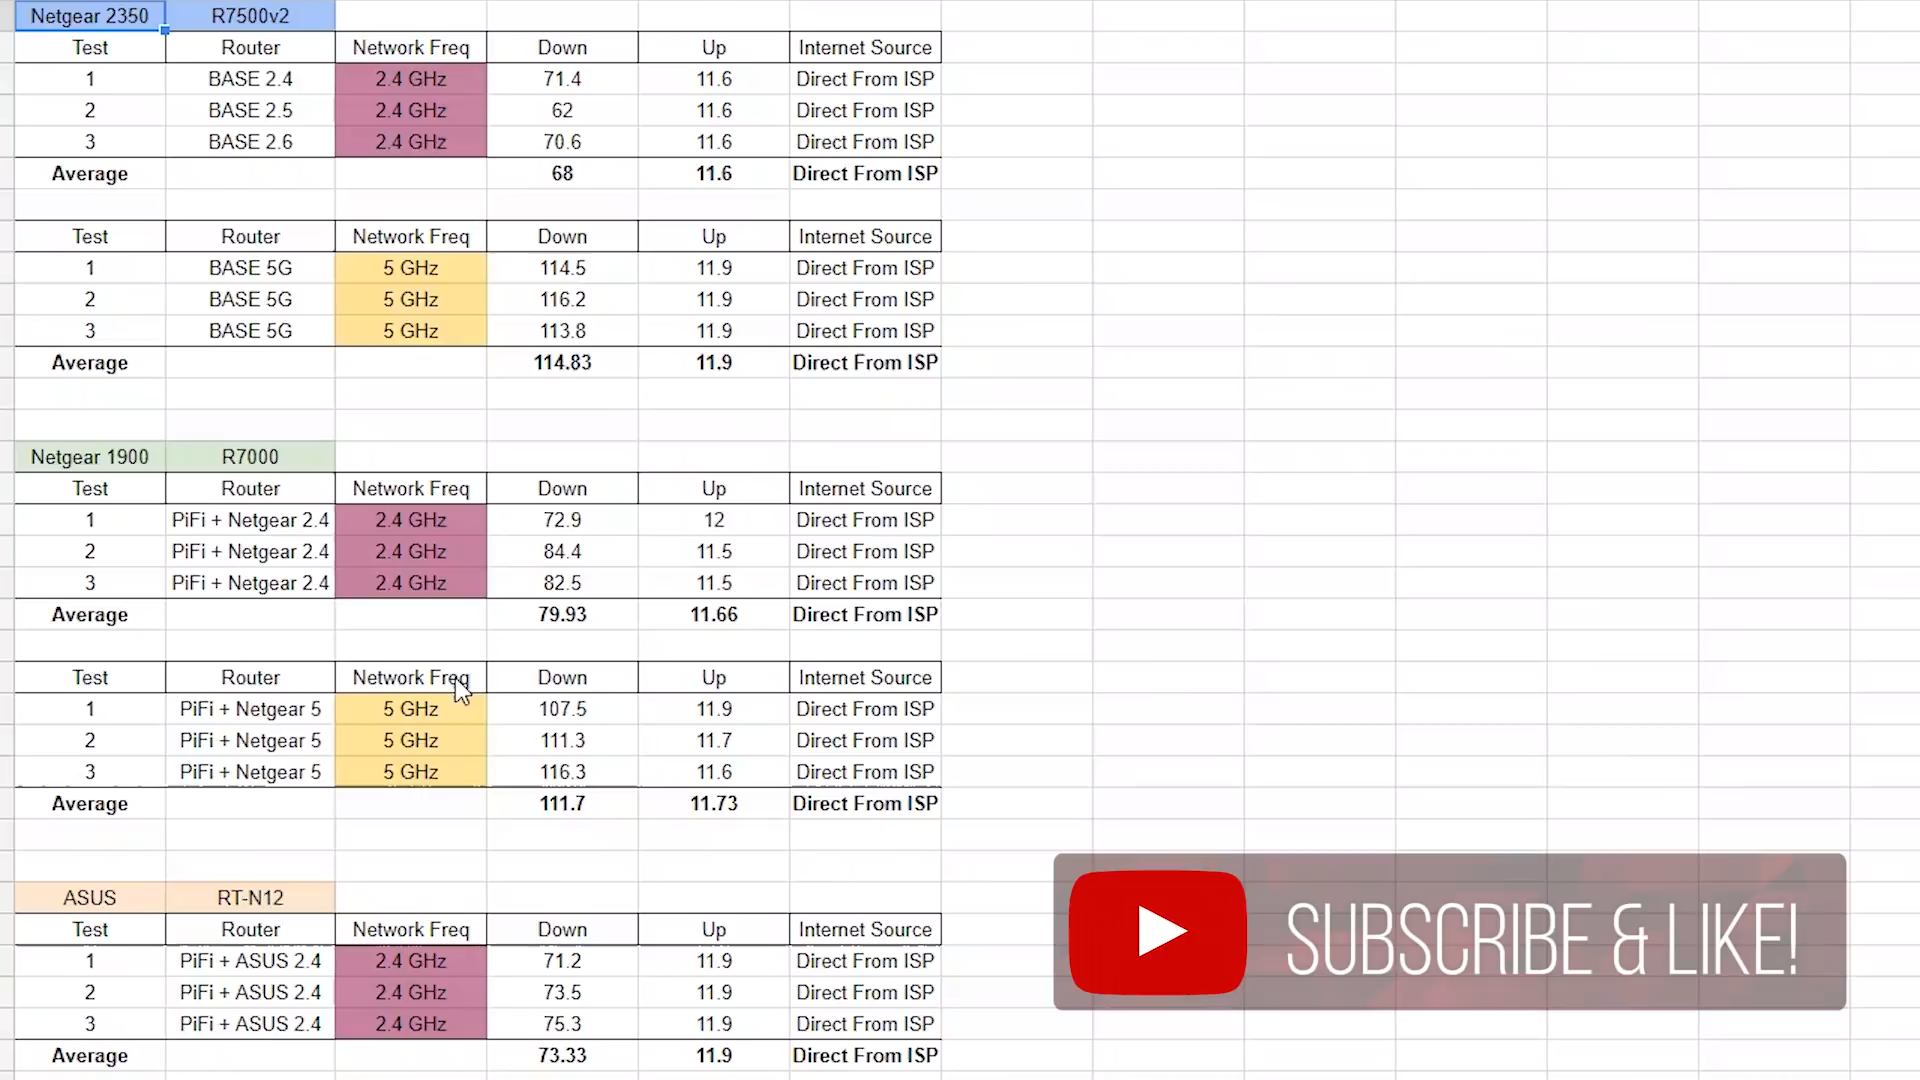 Netgear 2350 R7500v2
Test Router Network Freq Down Up Internet Source
1 BASE 2.4 2.4 GHz 71.4 11.6 Direct From ISP
2 BASE 2.5 2.4 GHz 62 11.6 Direct From ISP
3 BASE 2.6 2.4 GHz 70.6 11.6 Direct From ISP
Average 68 11.6 Direct From ISP
Test Router Network Freq Down Up Internet Source
1 BASE 5G 5 GHz 114.5 11.9 Direct From ISP
2 BASE 5G 5 GHz 116.2 11.9 Direct From ISP
3 BASE 5G 5 GHz 113.8 11.9 Direct From ISP
Average 114.83 11.9 Direct From ISP
Netgear 1900 R7000
Test Router Network Freq Down Up Internet Source
1 PiFi + Netgear 2.4 2.4 GHz 72.9 12 Direct From ISP
2 PiFi + Netgear 2.4 2.4 GHz 84.4 11.5 Direct From ISP
3 PiFi + Netgear 2.4 2.4 GHz 82.5 11.5 Direct From ISP
Average 79.93 11.66 Direct From ISP
Test Router Network Freq Down Up Internet Source
1 PiFi + Netgear 5 5 GHz 107.5 11.9 Direct From ISP
2 PiFi + Netgear 5 5 GHz 111.3 11.7 Direct From ISP
3 PiFi + Netgear 5 5 GHz 116.3 11.6 Direct From ISP
Average 111.7 11.73 Direct From ISP
ASUS RT-N12
Test Router Network Freq Down Up Internet Source
1 PiFi + ASUS 2.4 2.4 GHz 71.2 11.9 Direct From ISP
2 PiFi + ASUS 2.4 2.4 GHz 73.5 11.9 Direct From ISP
3 PiFi + ASUS 2.4 2.4 GHz 75.3 11.9 Direct From ISP
Average 73.33 11.9 Direct From ISP
SUBSCRIBE & LIKE!